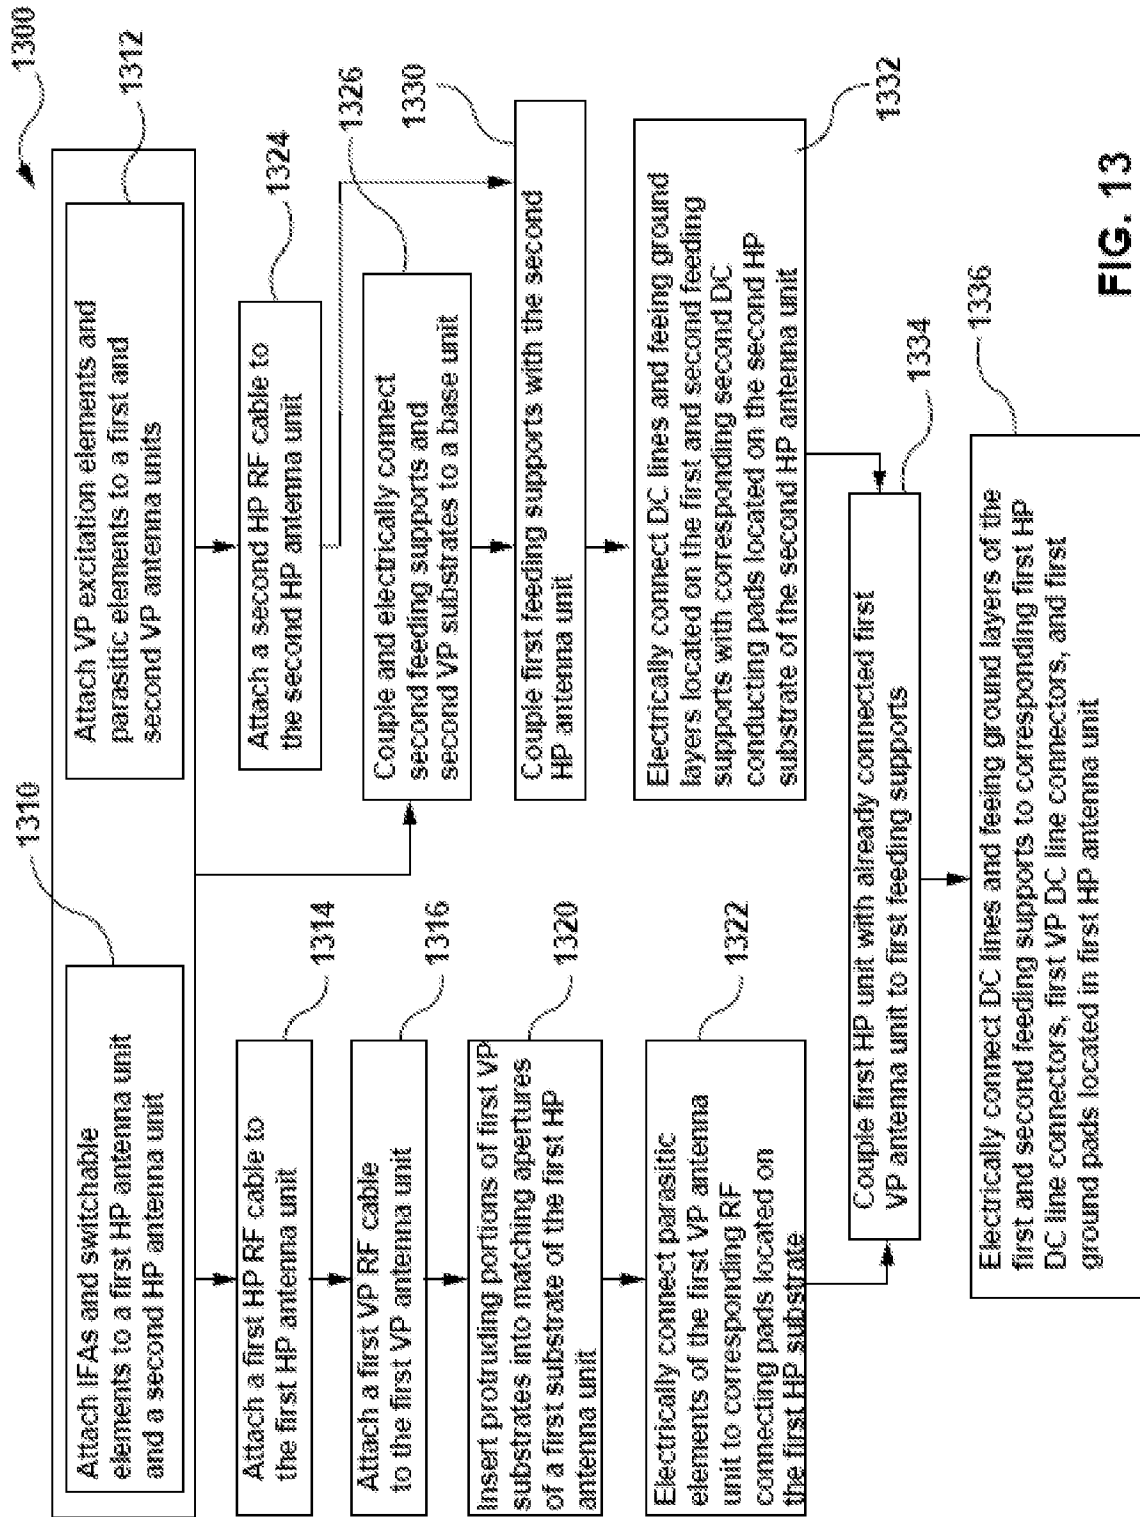 1300
1310
1312
Attach IFAs and switchable
elements to a first HP antenna unit
and a second HP antenna unit
Attach VP excitation elements and
parasitic elements to a first and
second VP antenna units
1314
Attach a first HP RF cable to
the first HP antenna unit
1316
Attach a first VP RF cable
to the first VP antenna unit
1320
Insert protruding portions of first VP
substrates into matching apertures
of a first substrate of the first HP
antenna unit
1322
Electrically connect parasitic
elements of the first VP antenna
unit to corresponding RF
connecting pads located on
the first HP substrate
1324
Attach a second HP RF cable to
the second HP antenna unit
1326
Couple and electrically connect
second feeding supports and
second VP substrates to a base unit
1330
Couple first feeding supports with the second
HP antenna unit
1332
Electrically connect DC lines and feeing ground
layers located on the first and second feeding
supports with corresponding second DC
conducting pads located on the second HP
substrate of the second HP antenna unit
1334
Couple first HP unit with already connected first
VP antenna unit to first feeding supports
1336
Electrically connect DC lines and feeing ground layers of the
first and second feeding supports to corresponding first HP
DC line connectors, first VP DC line connectors, and first
ground pads located in first HP antenna unit
FIG. 13